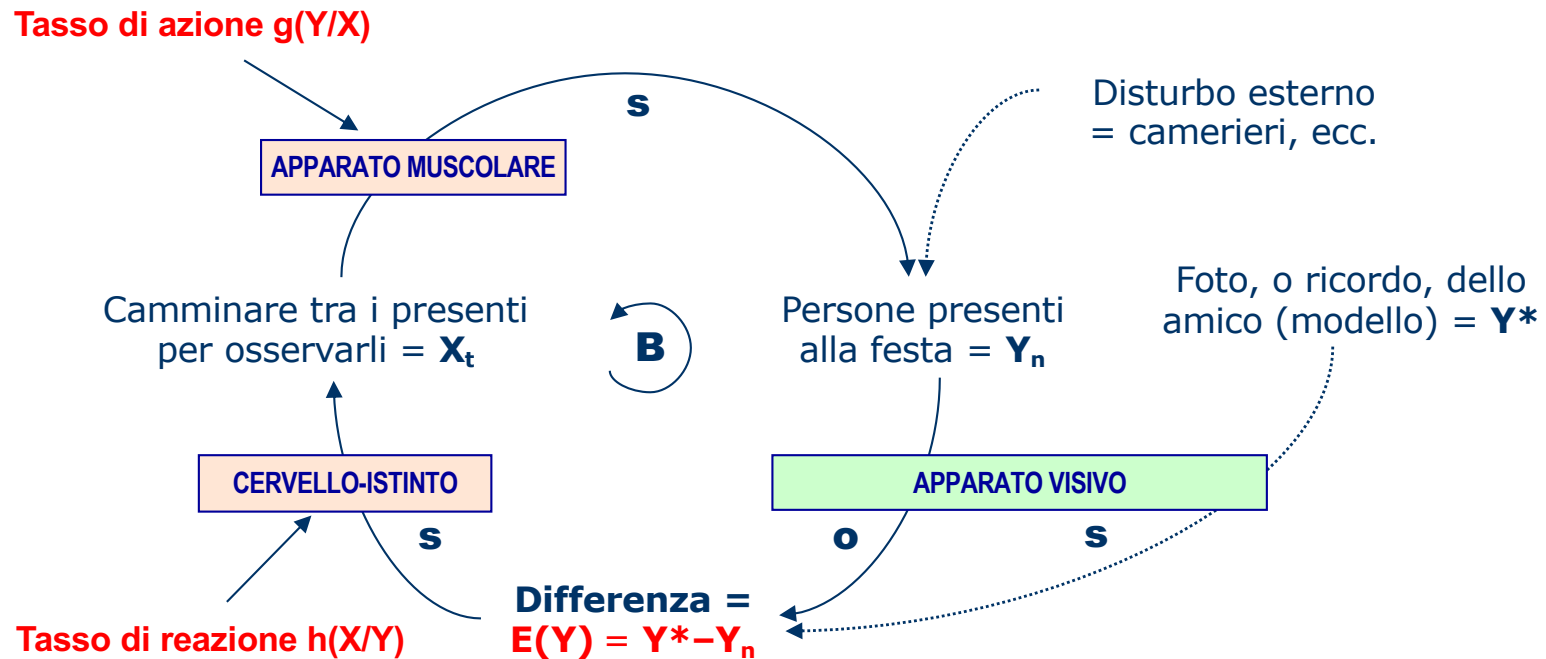 Tasso di azione g(Y/X)
s
Disturbo esterno
= camerieri, ecc.
APPARATO MUSCOLARE
Camminare tra i presenti
per osservarli = Xt
B
Persone presenti
alla festa = Yn
Foto, o ricordo, dello
amico (modello) = Y*
CERVELLO-ISTINTO
APPARATO VISIVO
s
o
s
Differenza =
E(Y) = Y*−Yn
Tasso di reazione h(X/Y)